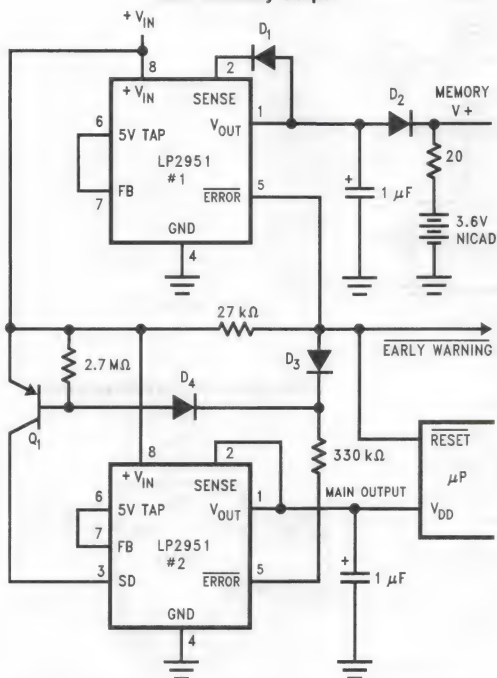 + VIN
D1
8
2
+ VIN
SENSE
D2
MEMORY
V +
6
5V TAP
VOUT
1
LP2951
#1
20
7
FB
ERROR
5
+
1 μF
3.6V
NICAD
GND
4
27 kΩ
EARLY WARNING
2.7 MΩ
D4
D3
Q1
330 kΩ
RESET
8
2
+ VIN
SENSE
μP
6
5V TAP
VOUT
1
MAIN OUTPUT
VDD
7
FB
LP2951
#2
3
SD
ERROR
5
+
1 μF
GND
4